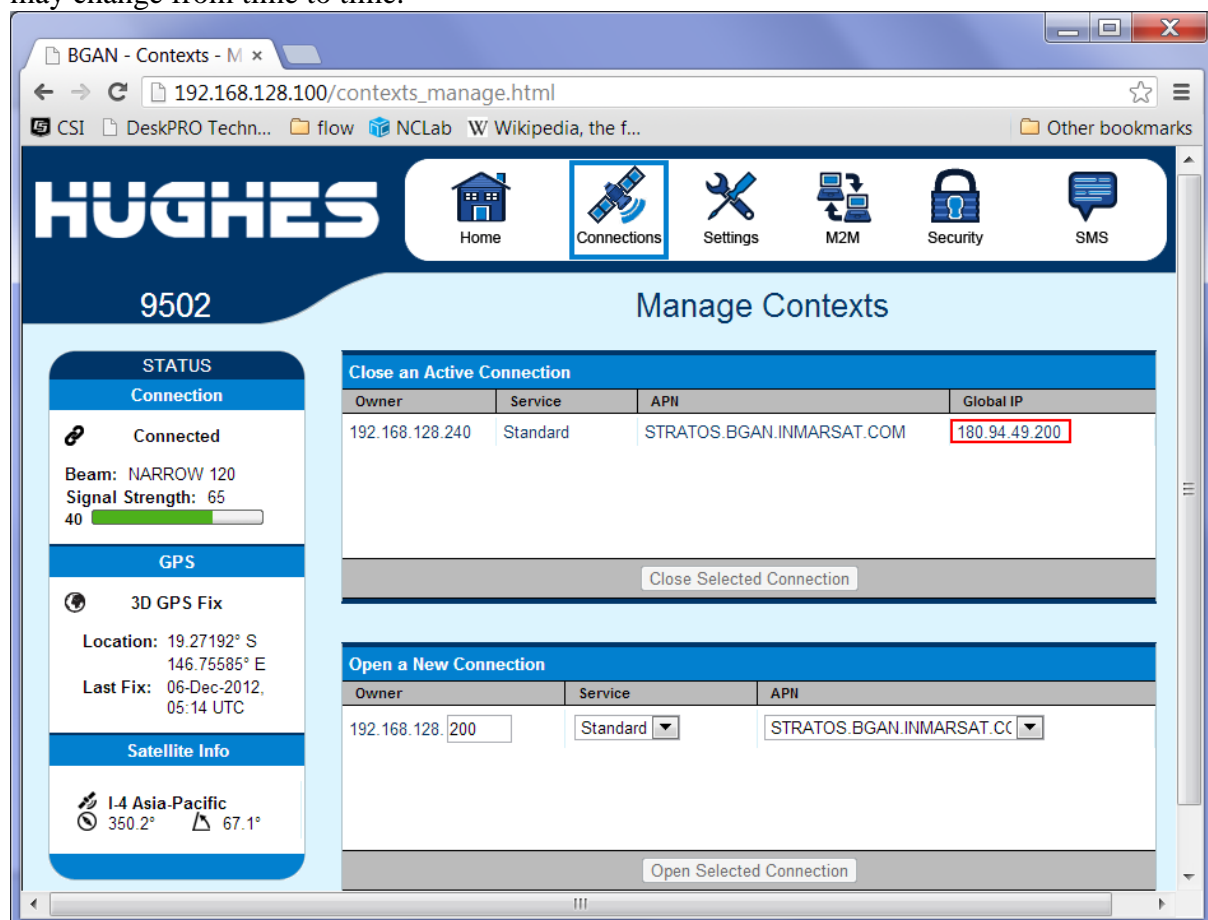 may change from time to time.
BGAN - Contexts - M ×
192.168.128.100/contexts_manage.html
CSI DeskPRO Techn... flow NCLab W Wikipedia, the f... Other bookmarks
HUGHES
Home Connections Settings M2M Security SMS
9502
Manage Contexts
STATUS
Connection
Connected
Beam: NARROW 120
Signal Strength: 65
40
GPS
3D GPS Fix
Location: 19.27192° S
146.75585° E
Last Fix: 06-Dec-2012,
05:14 UTC
Satellite Info
I-4 Asia-Pacific
350.2° 67.1°
Close an Active Connection
Owner Service APN Global IP
192.168.128.240 Standard STRATOS.BGAN.INMARSAT.COM 180.94.49.200
Close Selected Connection
Open a New Connection
Owner Service APN
192.168.128. 200 Standard STRATOS.BGAN.INMARSAT.CO
Open Selected Connection